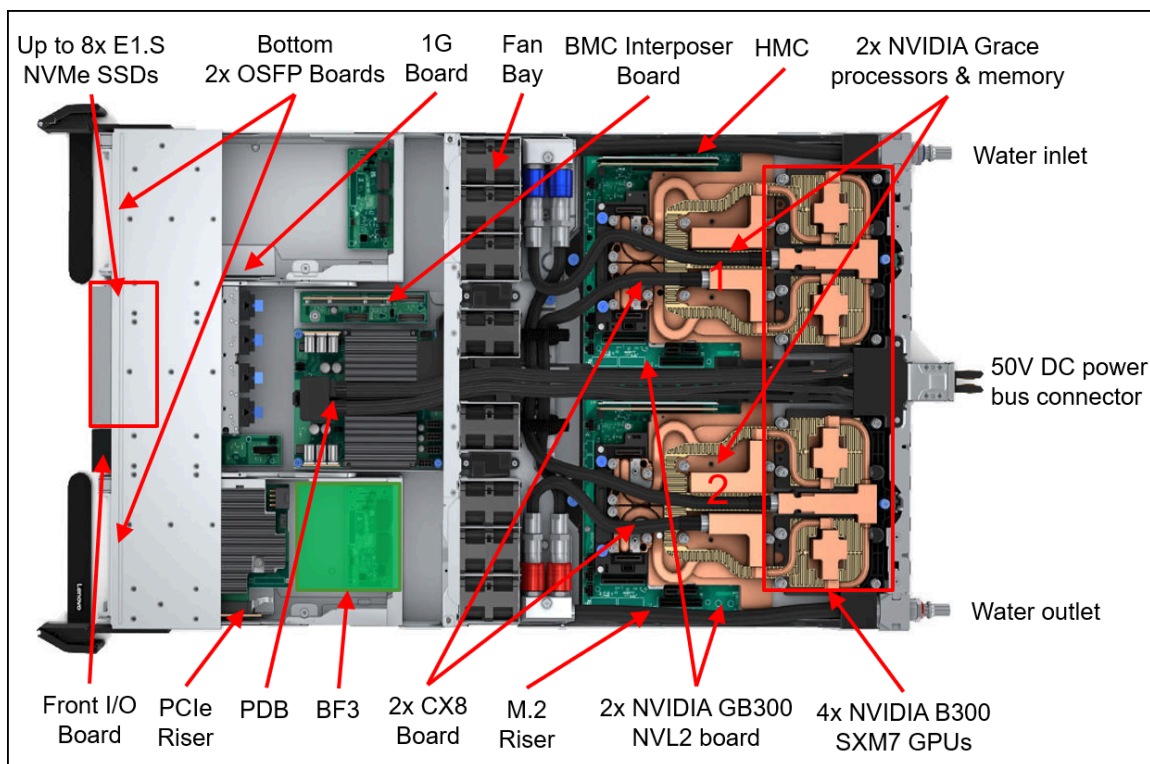 Up to 8x E1.S
NVMe SSDs
Bottom
2x OSFP Boards
1G
Board
Fan
Bay
BMC Interposer
Board
HMC
2x NVIDIA Grace
processors & memory
Water inlet
1
50V DC power
bus connector
2
Lenovo
Water outlet
Front I/O
Board
PCIe
Riser
PDB
BF3
2x CX8
Board
M.2
Riser
2x NVIDIA GB300
NVL2 board
4x NVIDIA B300
SXM7 GPUs